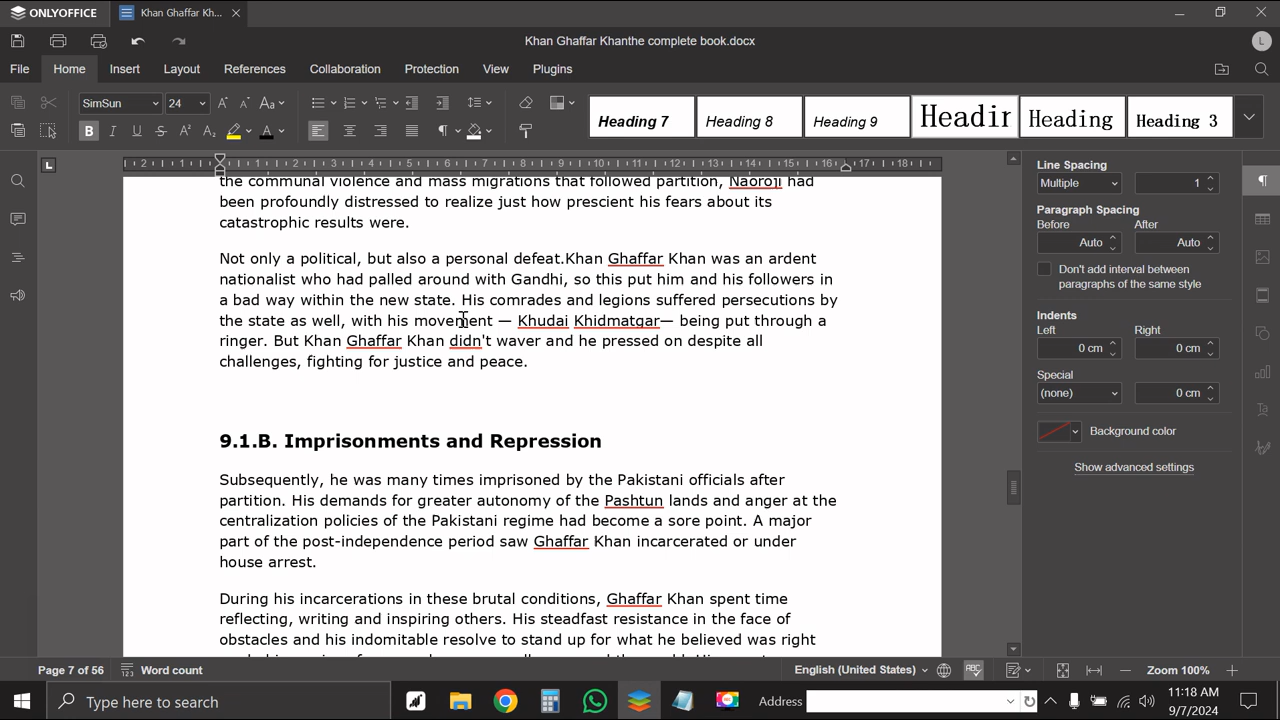 ONLYOFFICE
Khan Ghaffar Kh...
Khan Ghaffar Khanthe complete book.docx
L
File Home Insert Layout References Collaboration Protection View Plugins
SimSun 24
Heading 7 Heading 8 Heading 9 Headir Heading Heading 3
the communal violence and mass migrations that followed partition, Naoroji had
been profoundly distressed to realize just how prescient his fears about its
catastrophic results were.
Not only a political, but also a personal defeat.Khan Ghaffar Khan was an ardent
nationalist who had palled around with Gandhi, so this put him and his followers in
a bad way within the new state. His comrades and legions suffered persecutions by
the state as well, with his movement — Khudai Khidmatgar— being put through a
ringer. But Khan Ghaffar Khan didn't waver and he pressed on despite all
challenges, fighting for justice and peace.
9.1.B. Imprisonments and Repression
Subsequently, he was many times imprisoned by the Pakistani officials after
partition. His demands for greater autonomy of the Pashtun lands and anger at the
centralization policies of the Pakistani regime had become a sore point. A major
part of the post-independence period saw Ghaffar Khan incarcerated or under
house arrest.
During his incarcerations in these brutal conditions, Ghaffar Khan spent time
reflecting, writing and inspiring others. His steadfast resistance in the face of
obstacles and his indomitable resolve to stand up for what he believed was right
Line Spacing
Multiple 1
Paragraph Spacing
Before After
Auto Auto
Don't add interval between
paragraphs of the same style
Indents
Left Right
0 cm 0 cm
Special
(none) 0 cm
Background color
Show advanced settings
Page 7 of 56 Word count English (United States) Zoom 100%
Type here to search Address 11:18 AM
9/7/2024